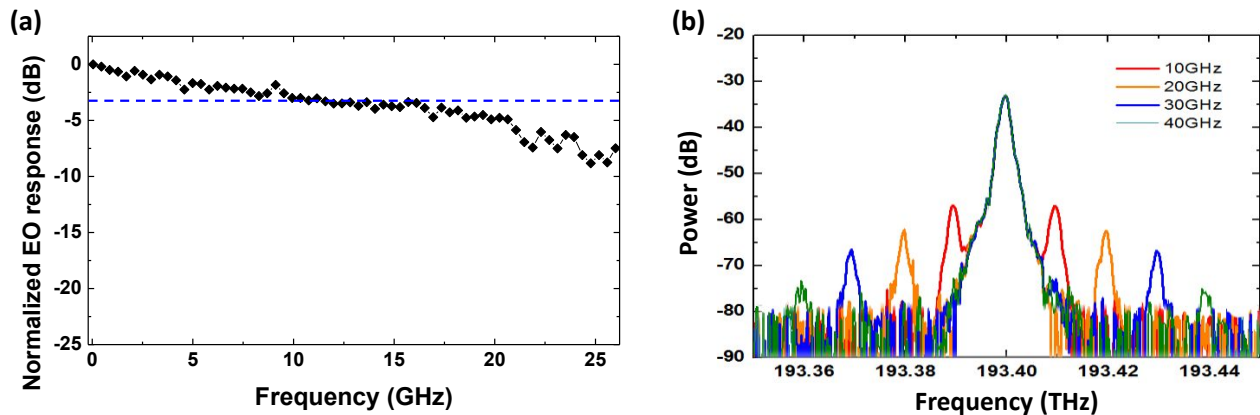 (a)
Normalized EO response (dB)
0
-5
-10
-15
-20
-25
0 5 10 15 20 25
Frequency (GHz)
(b)
Power (dB)
-20
-30
-40
-50
-60
-70
-80
-90
10GHz
20GHz
30GHz
40GHz
193.36 193.38 193.40 193.42 193.44
Frequency (THz)